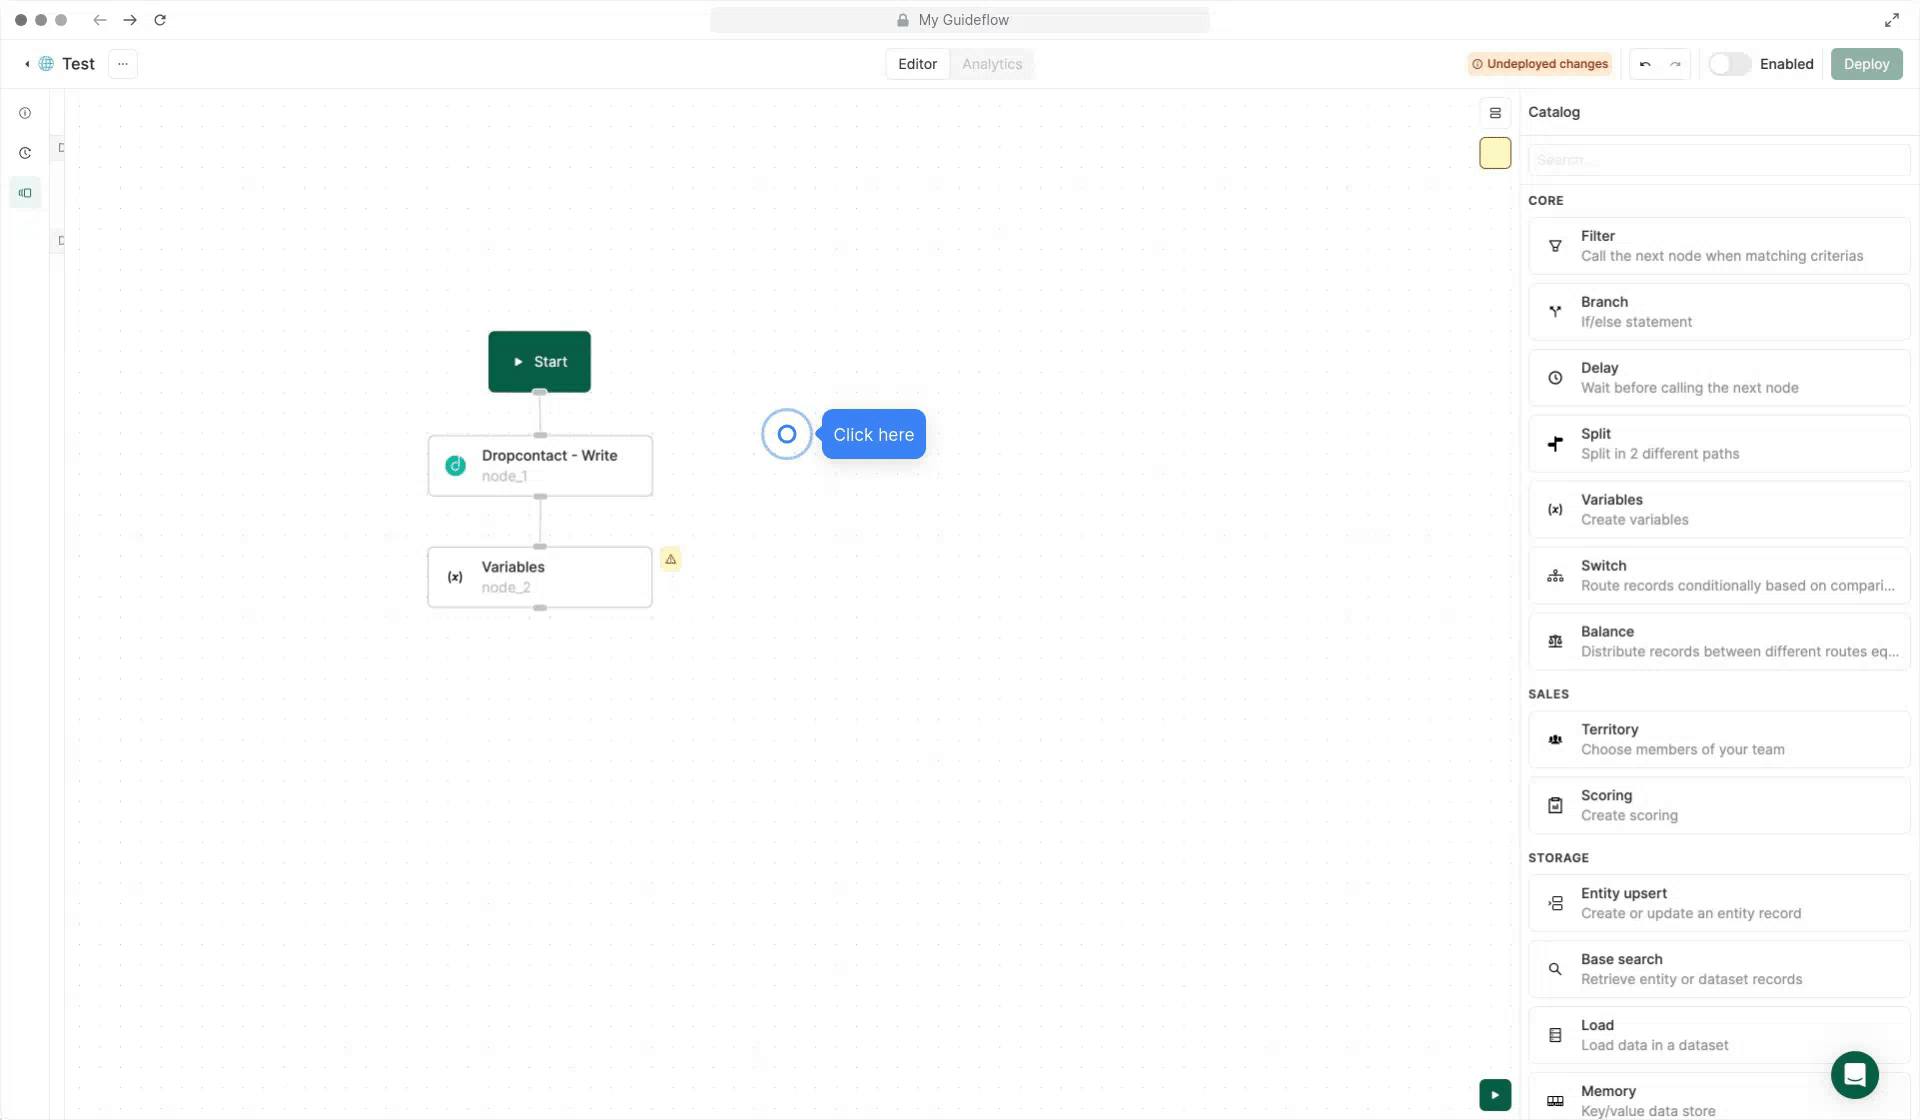 My Guideflow
Test
Editor
Analytics
Undeployed changes
Enabled
Deploy
Catalog
Search...
CORE
Filter
Call the next node when matching criterias
Branch
If/else statement
Delay
Wait before calling the next node
Split
Split in 2 different paths
Variables
Create variables
Switch
Route records conditionally based on compari...
Balance
Distribute records between different routes eq...
SALES
Territory
Choose members of your team
Scoring
Create scoring
STORAGE
Entity upsert
Create or update an entity record
Base search
Retrieve entity or dataset records
Load
Load data in a dataset
Memory
Key/value data store
Start
Dropcontact - Write
node_1
Variables
node_2
Click here